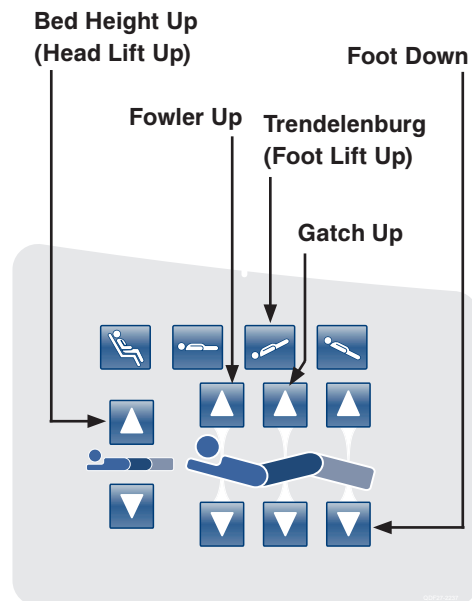 Bed Height Up
(Head Lift Up)
Foot Down
Fowler Up
Trendelenburg
(Foot Lift Up)
Gatch Up